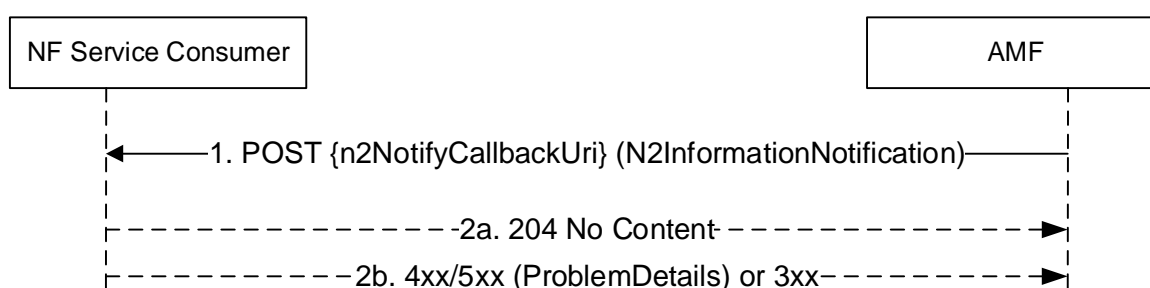 NF Service Consumer
AMF
1. POST {n2NotifyCallbackUri} (N2InformationNotification)
2a. 204 No Content
2b. 4xx/5xx (ProblemDetails) or 3xx